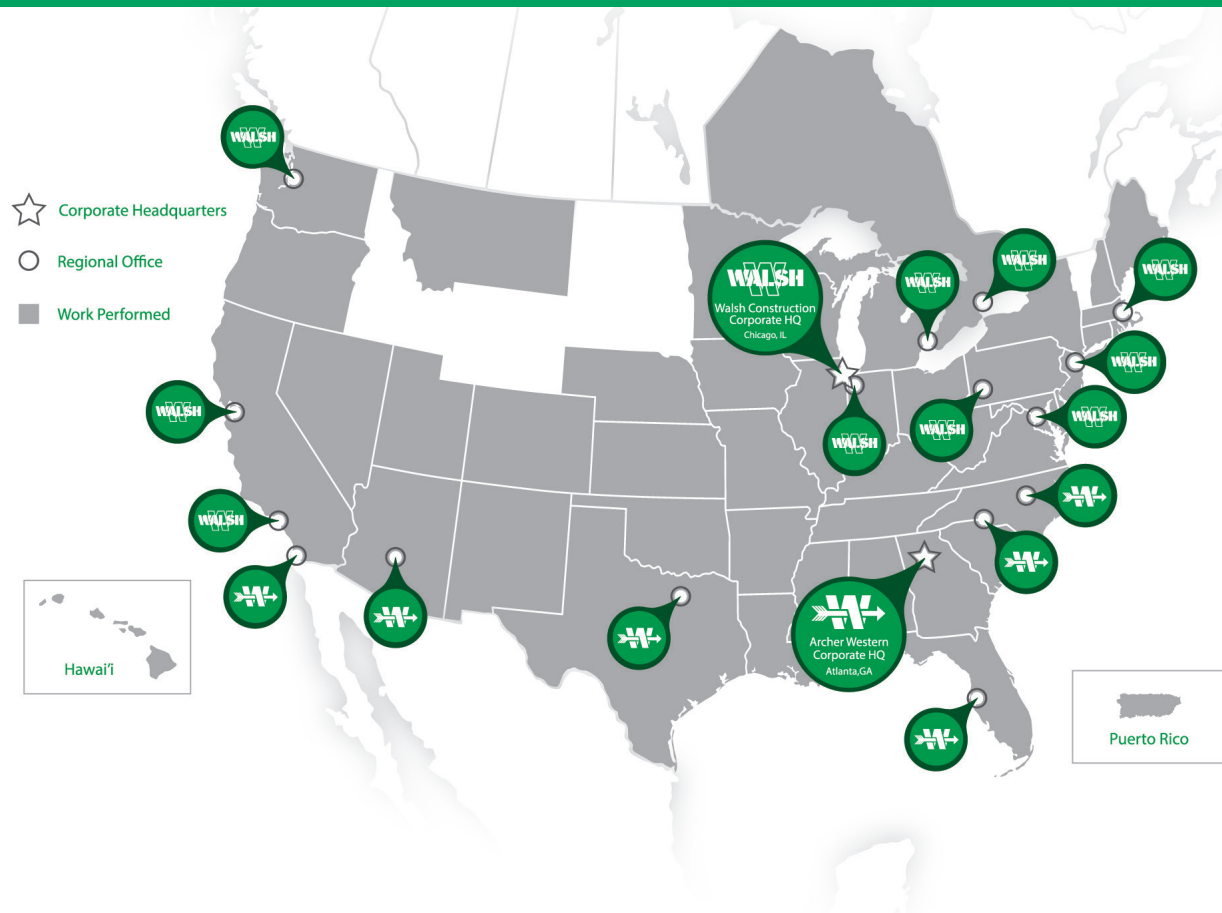 WALSH
Corporate Headquarters
Regional Office
Work Performed
WALSH
Walsh Construction
Corporate HQ
Chicago, IL
WALSH
WALSH
WALSH
WALSH
WALSH
WALSH
WALSH
WALSH
WALSH
W
W
W
W
W
W
W
Archer Western
Corporate HQ
Atlanta,GA
W
Hawai'i
Puerto Rico